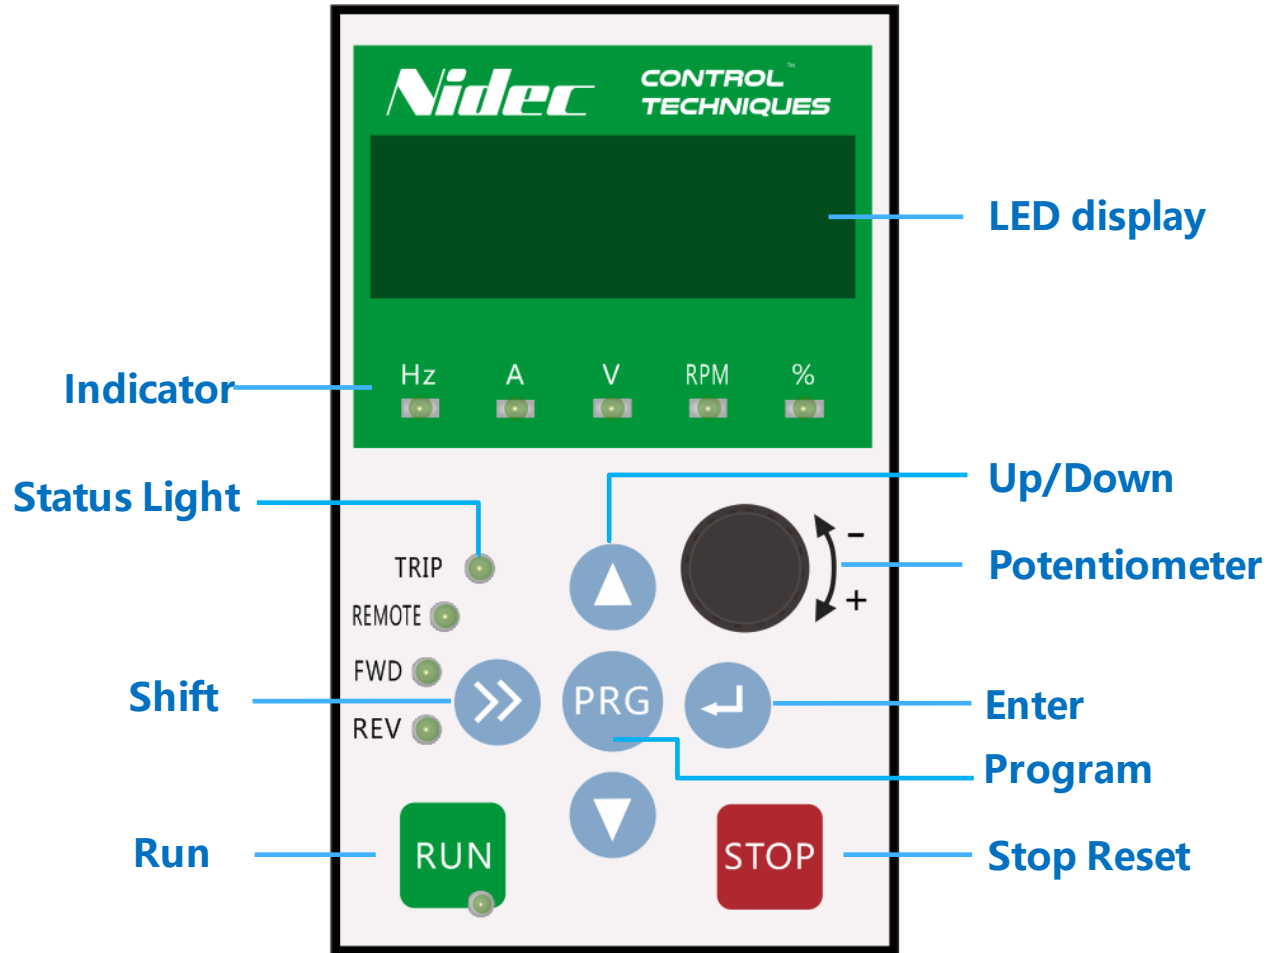 Nidec
CONTROL™
TECHNIQUES
LED display
Hz A V RPM %
Indicator
Up/Down
Status Light
TRIP
-
Potentiometer
+
REMOTE
FWD
Shift
PRG
Enter
REV
Program
RUN
STOP
Run
Stop Reset